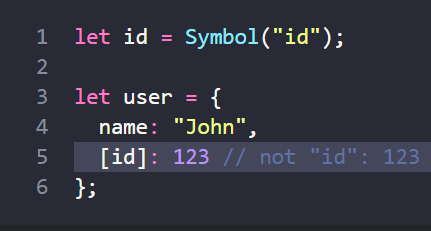 1 let id = Symbol("id");
2
3 let user = {
4   name: "John",
5   [id]: 123 // not "id": 123
6 };